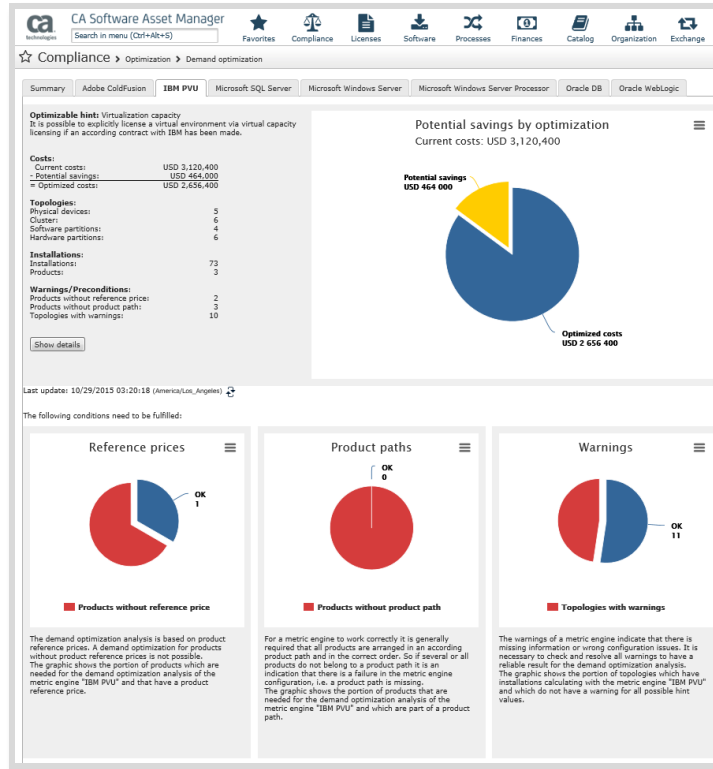 ca
technologies
CA Software Asset Manager
Search in menu (Ctrl+Alt+S)
Favorites
Compliance
Licenses
Software
Processes
Finances
Catalog
Organization
Exchange
Compliance > Optimization > Demand optimization
Summary
Adobe ColdFusion
IBM PVU
Microsoft SQL Server
Microsoft Windows Server
Microsoft Windows Server Processor
Oracle DB
Oracle WebLogic
Optimizable hint: Virtualization capacity
It is possible to explicitly license a virtual environment via virtual capacity
licensing if an according contract with IBM has been made.
Costs:
Current costs: USD 3,120,400
- Potential savings: USD 464,000
= Optimized costs: USD 2,656,400
Topologies:
Physical devices: 5
Cluster: 6
Software partitions: 4
Hardware partitions: 6
Installations:
Installations: 73
Products: 3
Warnings/Preconditions:
Products without reference price: 2
Products without product path: 3
Topologies with warnings: 10
Show details
Potential savings by optimization
Current costs: USD 3,120,400
Potential savings
USD 464 000
Optimized costs
USD 2 656 400
Last update: 10/29/2015 03:20:18 (America/Los_Angeles)
The following conditions need to be fulfilled:
Reference prices
OK
1
Products without reference price
The demand optimization analysis is based on product
reference prices. A demand optimization for products
without product reference prices is not possible.
The graphic shows the portion of products which are
needed for the demand optimization analysis of the
metric engine "IBM PVU" and that have a product
reference price.
Product paths
OK
0
Products without product path
For a metric engine to work correctly it is generally
required that all products are arranged in an according
product path and in the correct order. So if several or all
products do not belong to a product path it is an
indication that there is a failure in the metric engine
configuration, i.e. a product path is missing.
The graphic shows the portion of products that are
needed for the demand optimization analysis of the
metric engine "IBM PVU" and which are part of a product
path.
Warnings
OK
11
Topologies with warnings
The warnings of a metric engine indicate that there is
missing information or wrong configuration issues. It is
necessary to check and resolve all warnings to have a
reliable result for the demand optimization analysis.
The graphic shows the portion of topologies which have
installations calculating with the metric engine "IBM PVU"
and which do not have a warning for all possible hint
values.